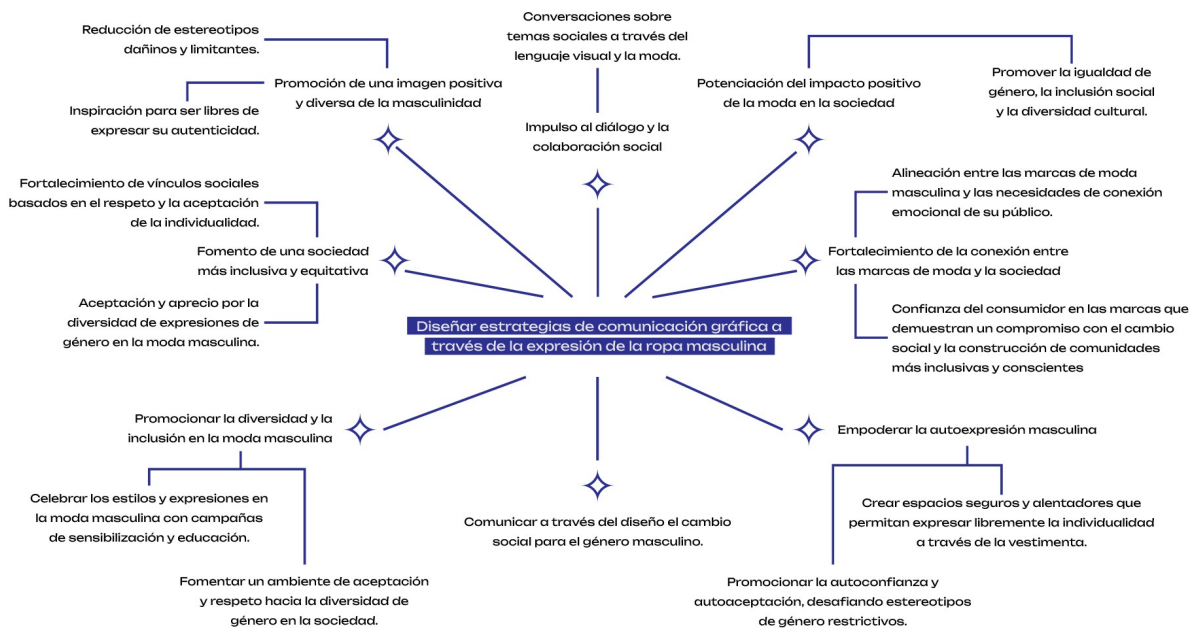 Reducción de estereotipos
dañinos y limitantes.
Promoción de una imagen positiva
y diversa de la masculinidad
Inspiración para ser libres de
expresar su autenticidad.
Conversaciones sobre
temas sociales a través del
lenguaje visual y la moda.
Impulso al diálogo y la
colaboración social
Potenciación del impacto positivo
de la moda en la sociedad
Promover la igualdad de
género, la inclusión social
y la diversidad cultural.
Fortalecimiento de vínculos sociales
basados en el respeto y la aceptación
de la individualidad.
Fomento de una sociedad
más inclusiva y equitativa
Aceptación y aprecio por la
diversidad de expresiones de
género en la moda masculina.
Alineación entre las marcas de moda
masculina y las necesidades de conexión
emocional de su público.
Fortalecimiento de la conexión entre
las marcas de moda y la sociedad
Confianza del consumidor en las marcas que
demuestran un compromiso con el cambio
social y la construcción de comunidades
más inclusivas y conscientes
Diseñar estrategias de comunicación gráfica a
través de la expresión de la ropa masculina
Promocionar la diversidad y la
inclusión en la moda masculina
Celebrar los estilos y expresiones en
la moda masculina con campañas
de sensibilización y educación.
Fomentar un ambiente de aceptación
y respeto hacia la diversidad de
género en la sociedad.
Comunicar a través del diseño el cambio
social para el género masculino.
Empoderar la autoexpresión masculina
Crear espacios seguros y alentadores que
permitan expresar libremente la individualidad
a través de la vestimenta.
Promocionar la autoconfianza y
autoaceptación, desafiando estereotipos
de género restrictivos.